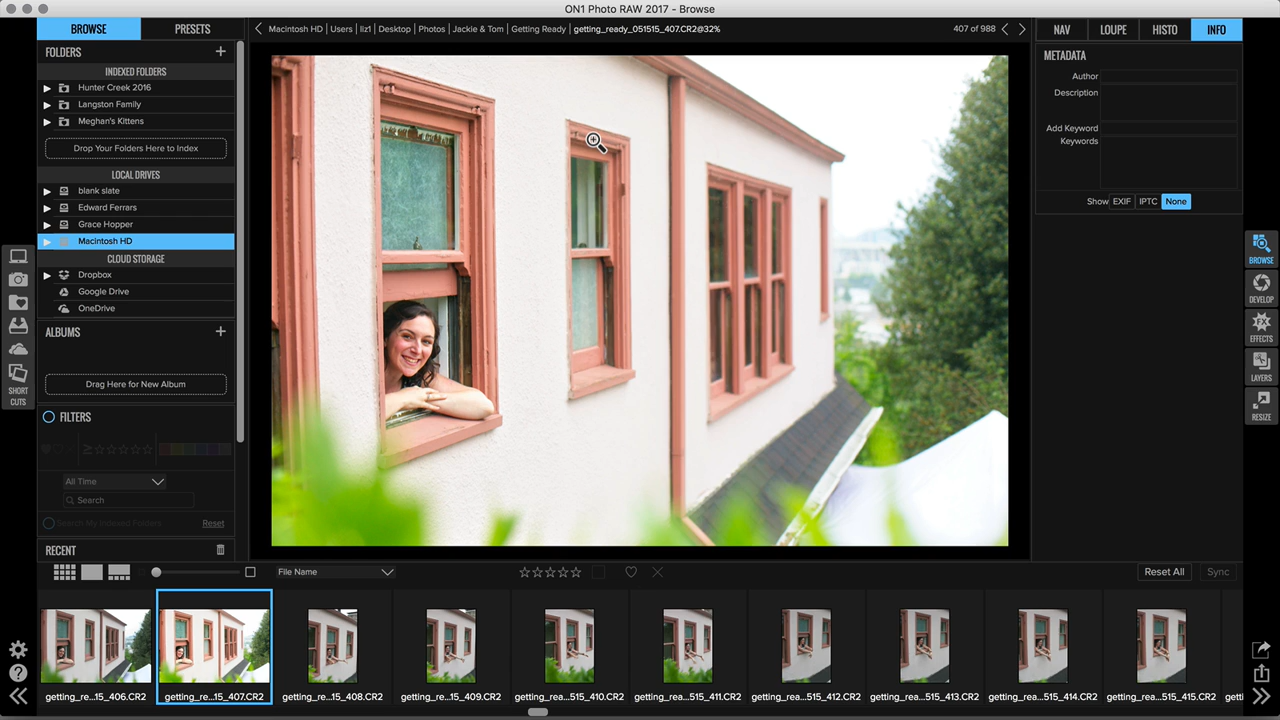 ON1 Photo RAW 2017 - Browse
BROWSE PRESETS
Macintosh HD | Users | llz1 | Desktop | Photos | Jackie & Tom | Getting Ready | getting_ready_051515_407.CR2@32%
407 of 988
NAV LOUPE HISTO INFO
FOLDERS +
INDEXED FOLDERS
Hunter Creek 2016
Langston Family
Meghan's Kittens
Drop Your Folders Here to Index
LOCAL DRIVES
blank slate
Edward Ferrars
Grace Hopper
Macintosh HD
CLOUD STORAGE
Dropbox
Google Drive
OneDrive
ALBUMS +
Drag Here for New Album
FILTERS
All Time
Search
Search My Indexed Folders Reset
RECENT
SHORT
CUTS
METADATA
Author
Description
Add Keyword
Keywords
Show EXIF IPTC None
BROWSE
DEVELOP
EFFECTS
LAYERS
RESIZE
File Name
Reset All Sync
getting_re...15_406.CR2 getting_re...15_407.CR2 getting_re...15_408.CR2 getting_re...15_409.CR2 getting_rea...515_410.CR2 getting_rea...515_411.CR2 getting_rea...515_412.CR2 getting_rea...515_413.CR2 getting_rea...515_414.CR2 getting_rea...515_415.CR2